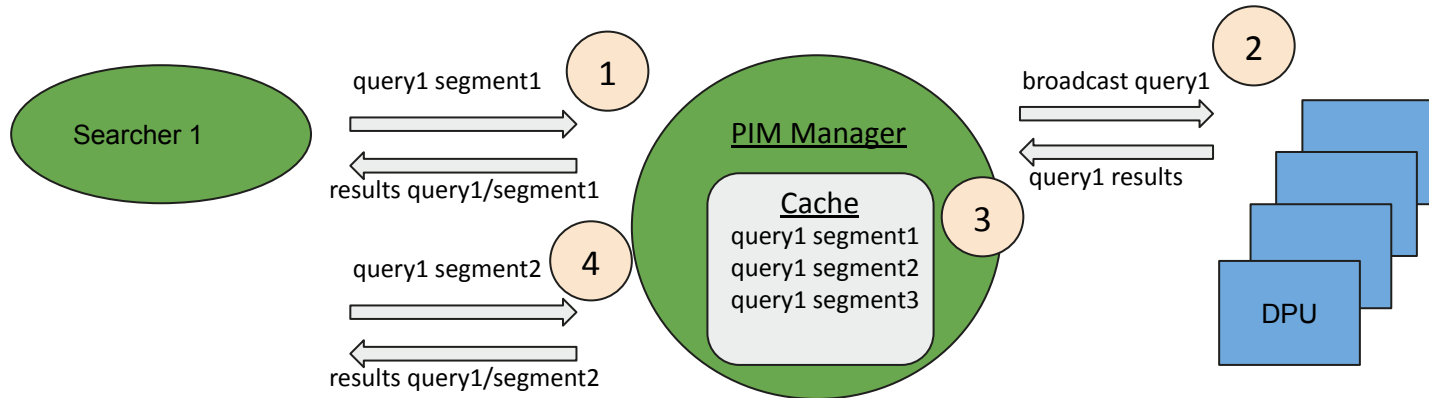 Searcher 1
query1 segment1
1
results query1/segment1
query1 segment2
4
results query1/segment2
PIM Manager
Cache
query1 segment1
query1 segment2
query1 segment3
3
broadcast query1
2
query1 results
DPU